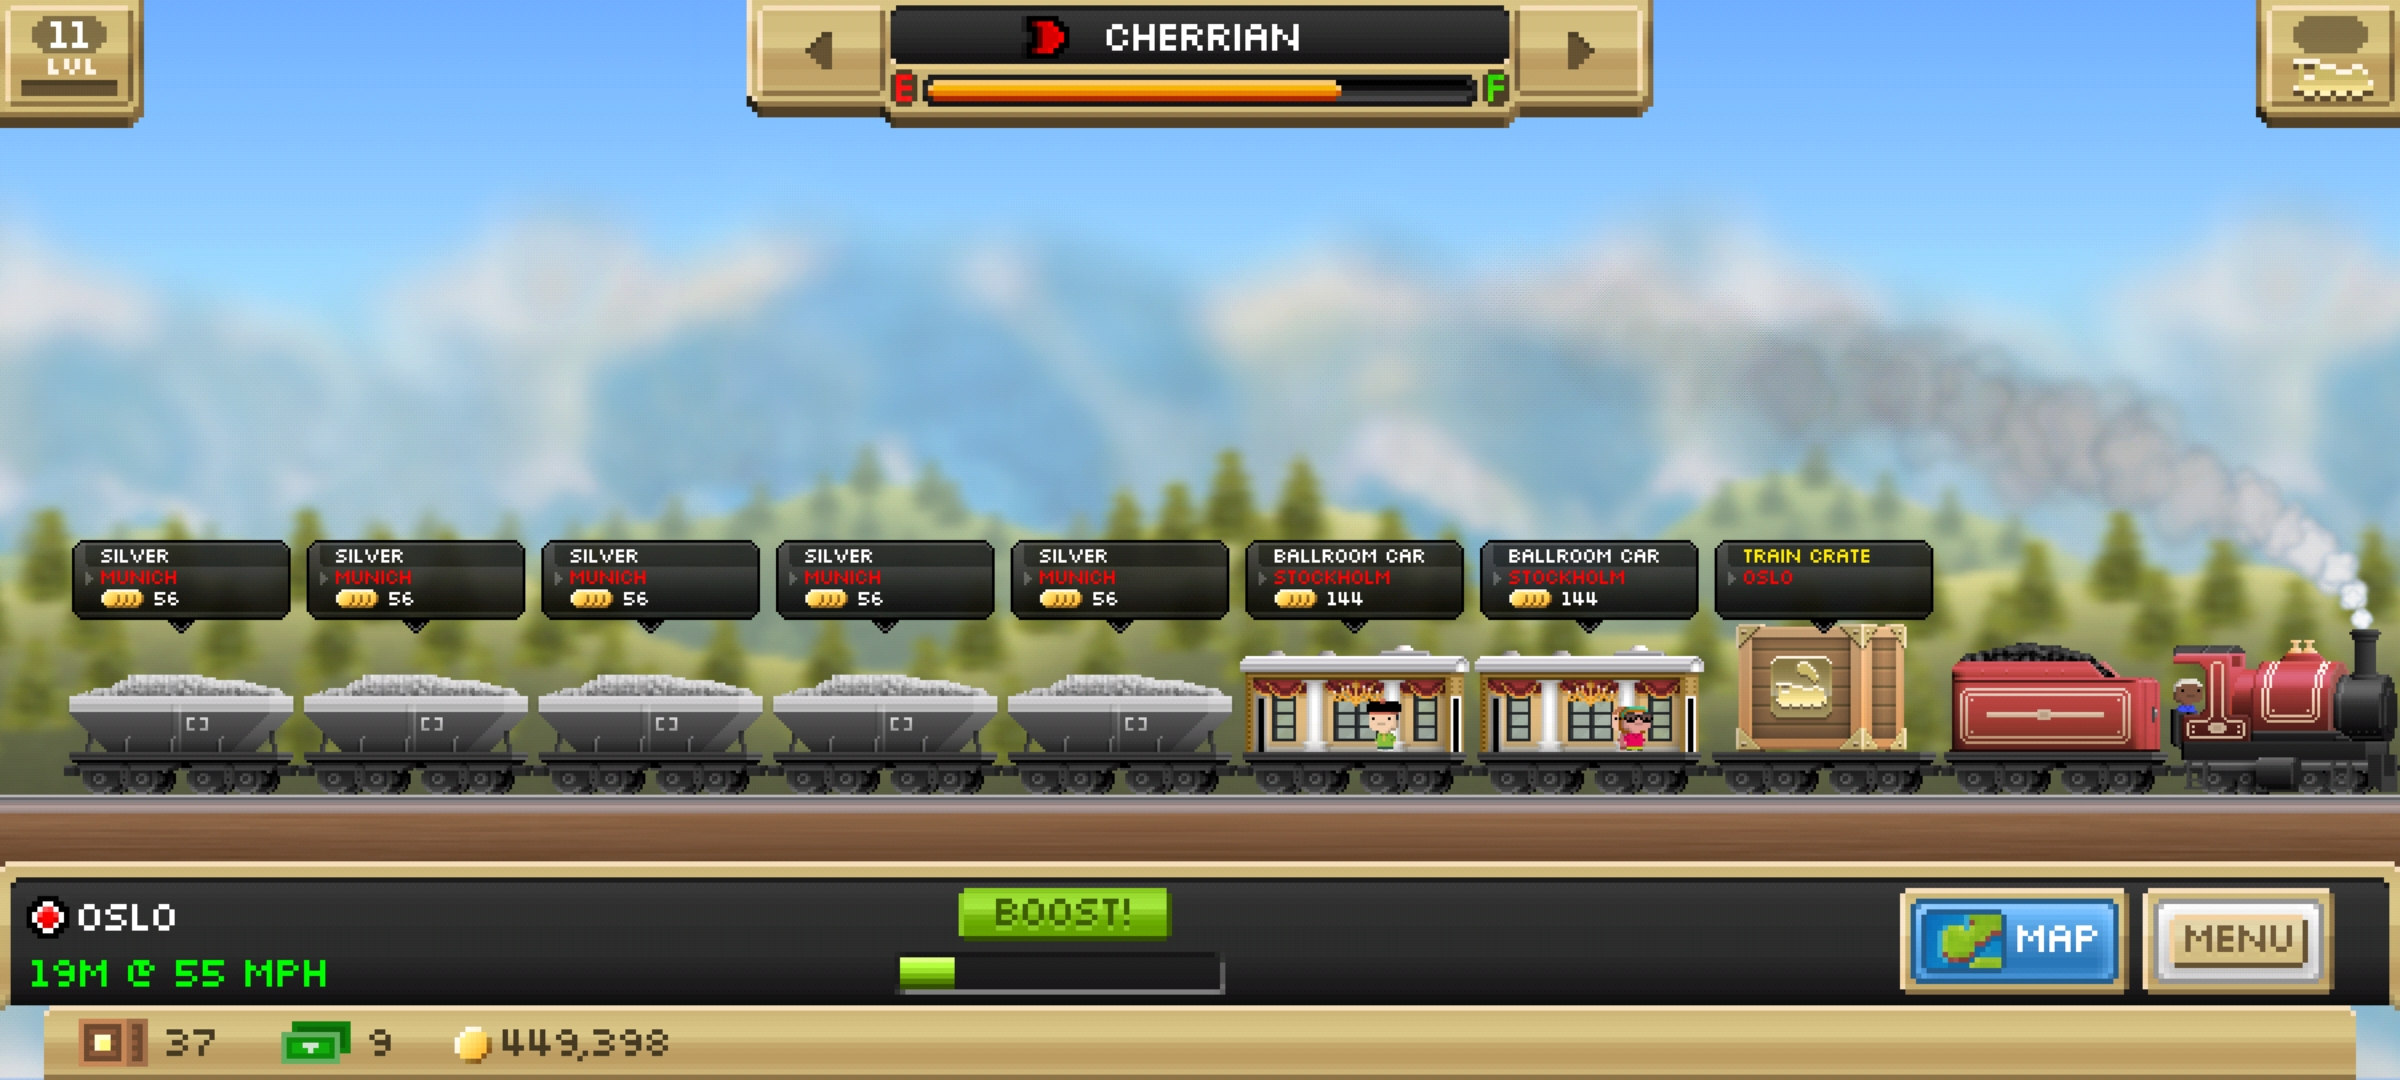 11
LVL
CHERRIAN
E
F
SILVER
MUNICH
56
SILVER
MUNICH
56
SILVER
MUNICH
56
SILVER
MUNICH
56
SILVER
MUNICH
56
BALLROOM CAR
STOCKHOLM
144
BALLROOM CAR
STOCKHOLM
144
TRAIN CRATE
OSLO
OSLO
19M @ 55 MPH
BOOST!
MAP
MENU
37
9
449,398